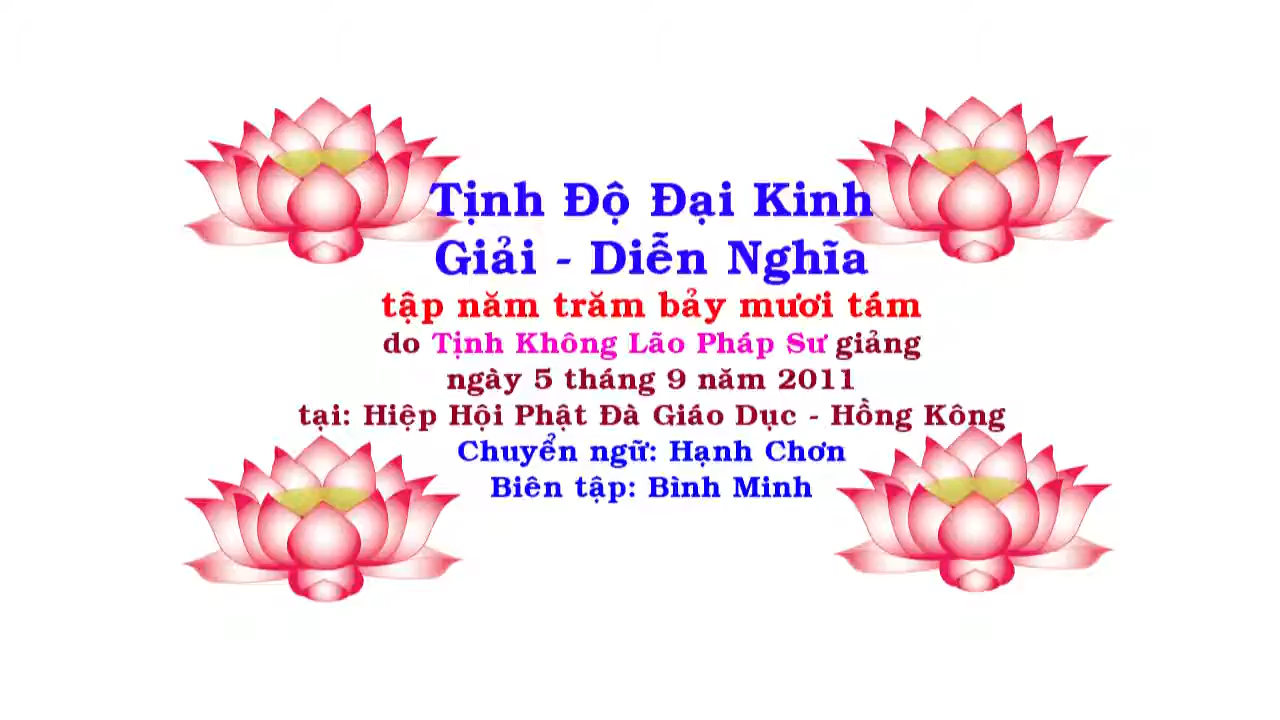 Tịnh Độ Đại Kinh
Giải - Diễn Nghĩa
tập năm trăm bảy mươi tám
do Tịnh Không Lão Pháp Sư giảng
ngày 5 tháng 9 năm 2011
tại: Hiệp Hội Phật Đà Giáo Dục - Hồng Kông
Chuyển ngữ: Hạnh Chơn
Biên tập: Bình Minh